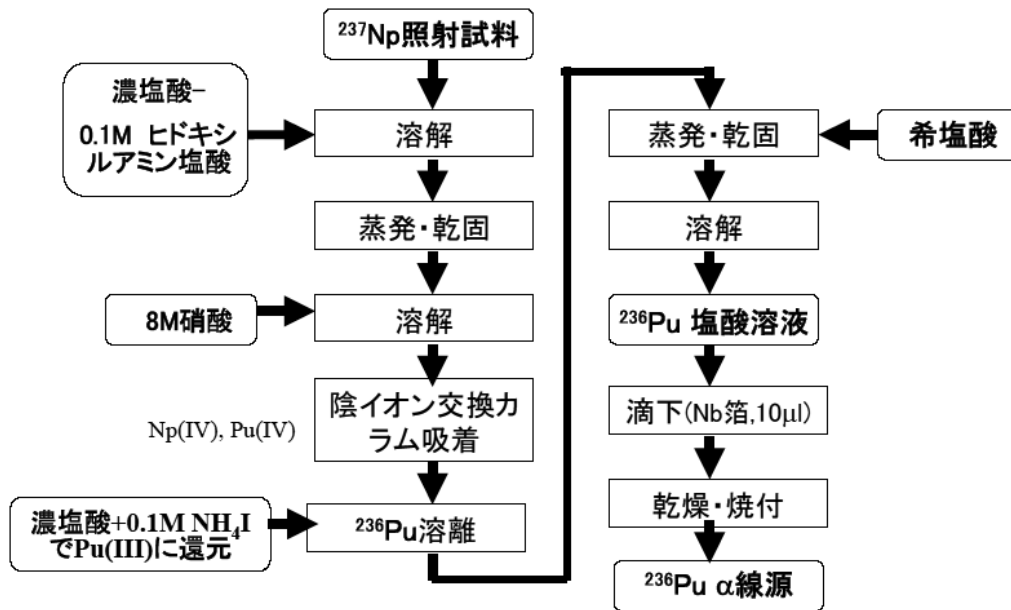 ²³⁷Np照射試料
濃塩酸−
0.1M ヒドキシ
ルアミン塩酸
溶解
蒸発・乾固
8M硝酸
溶解
陰イオン交換カ
ラム吸着
Np(IV), Pu(IV)
濃塩酸+0.1M NH₄I
でPu(III)に還元
²³⁶Pu溶離
蒸発・乾固
希塩酸
溶解
²³⁶Pu 塩酸溶液
滴下(Nb箔,10μl)
乾燥・焼付
²³⁶Pu α線源